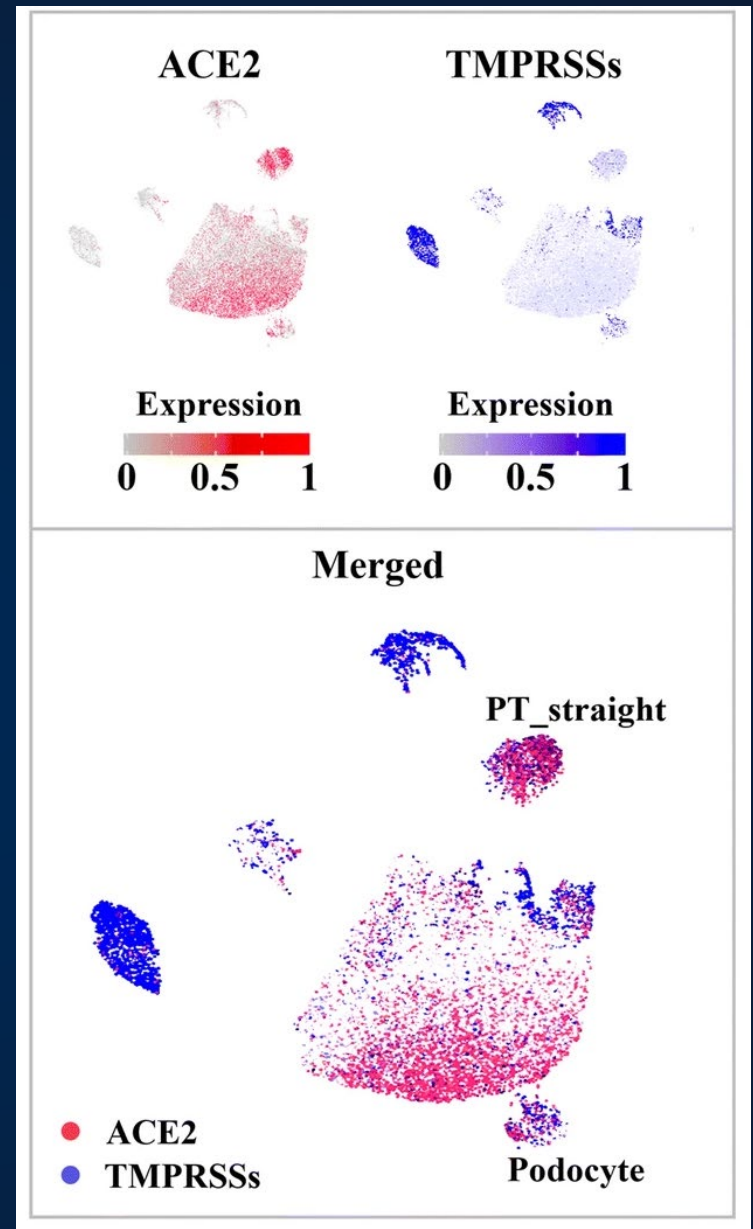 ACE2 TMPRSSs
Expression Expression
0 0.5 1 0 0.5 1
Merged
PT_straight
ACE2
TMPRSSs
Podocyte